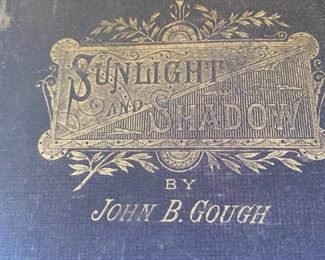 SUNLIGHT
AND SHADOW
BY
JOHN B. GOUGH